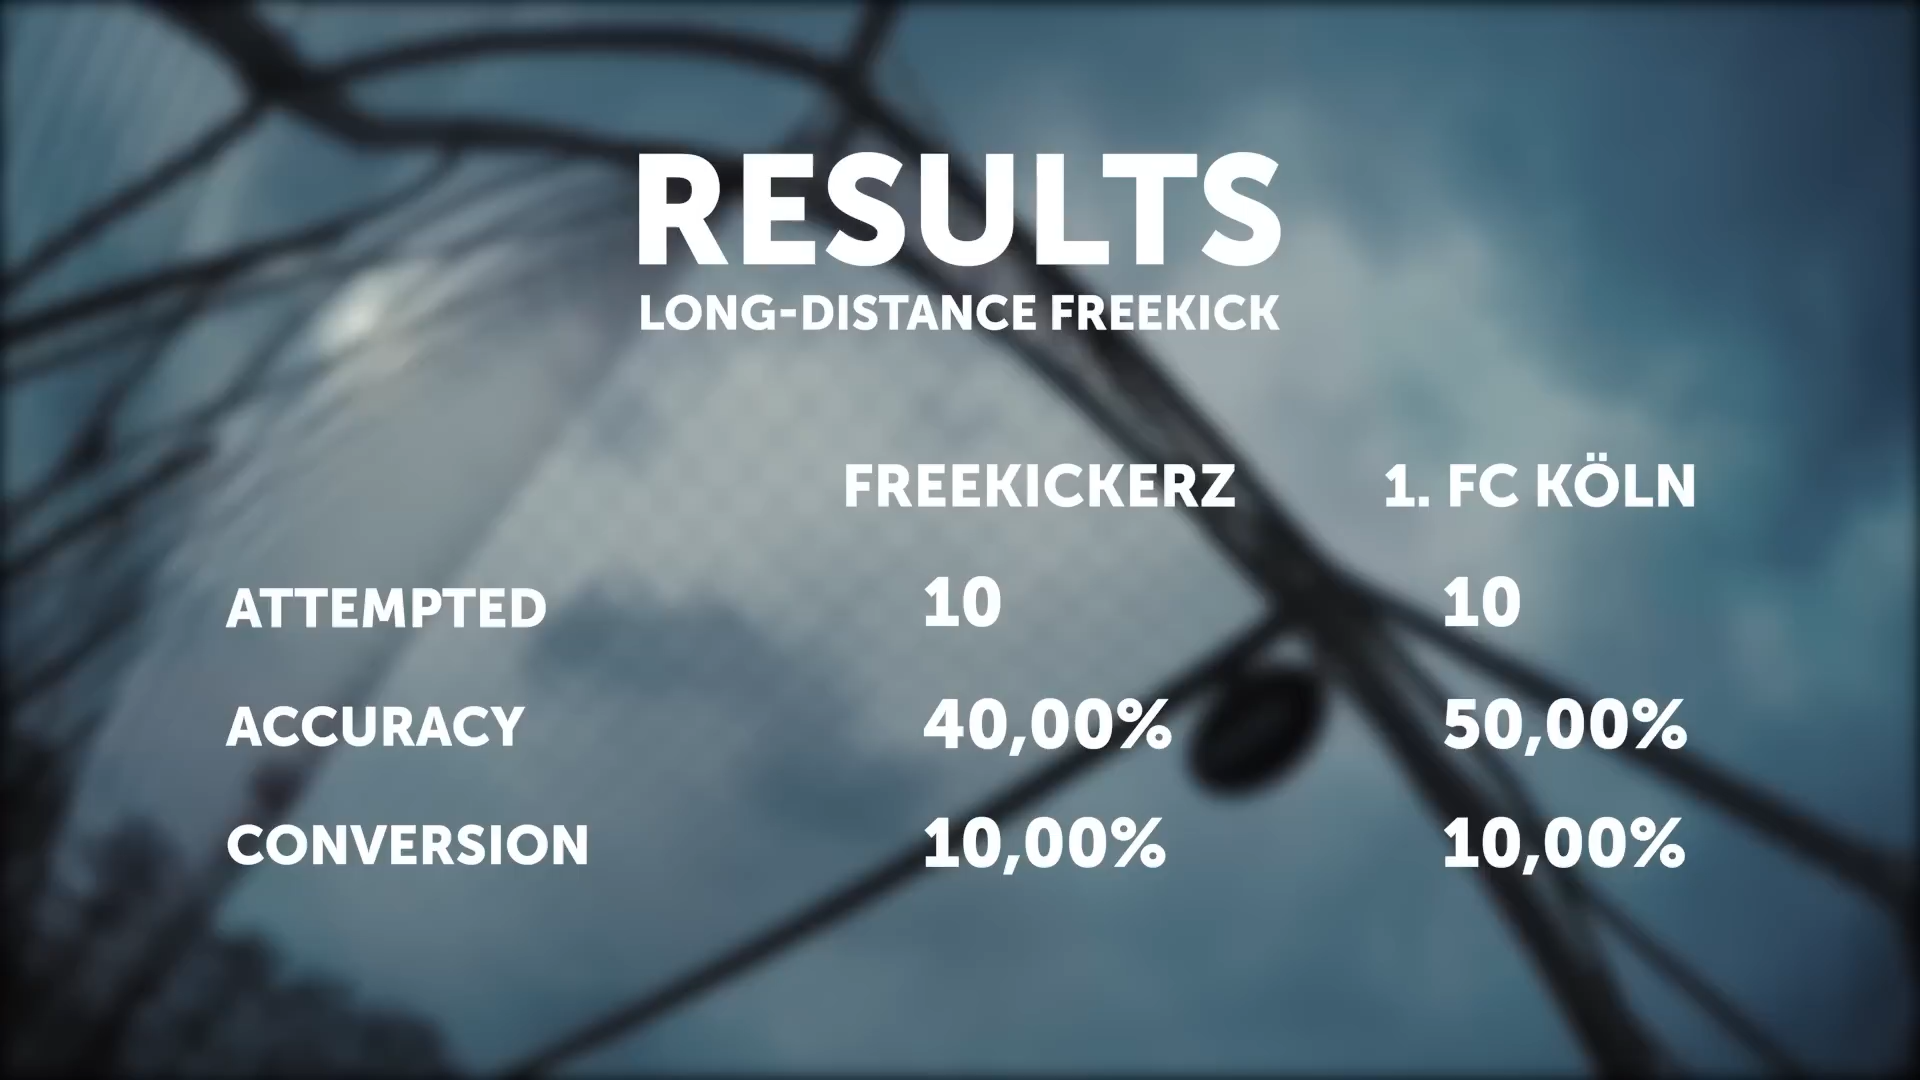 RESULTS
LONG-DISTANCE FREEKICK
FREEKICKERZ 1. FC KÖLN
ATTEMPTED 10 10
ACCURACY 40,00% 50,00%
CONVERSION 10,00% 10,00%